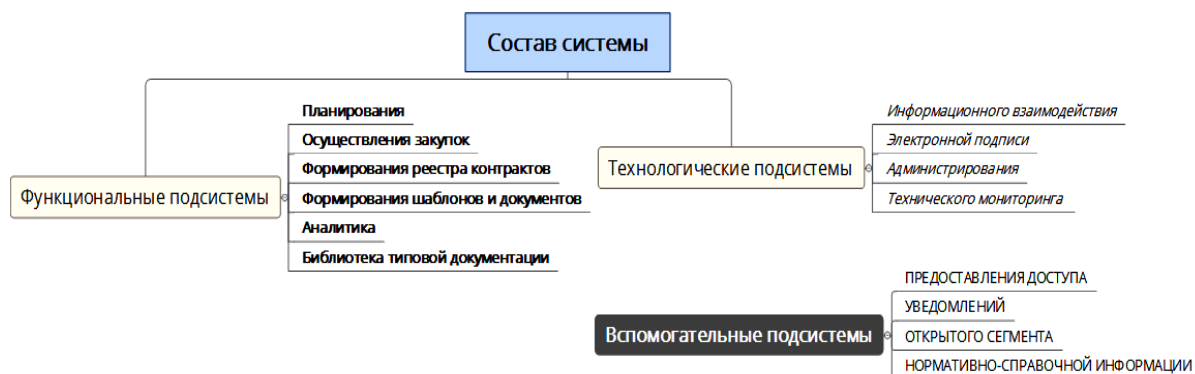 Состав системы
Функциональные подсистемы
Планирования
Осуществления закупок
Формирования реестра контрактов
Формирования шаблонов и документов
Аналитика
Библиотека типовой документации
Технологические подсистемы
Информационного взаимодействия
Электронной подписи
Администрирования
Технического мониторинга
Вспомогательные подсистемы
ПРЕДОСТАВЛЕНИЯ ДОСТУПА
УВЕДОМЛЕНИЙ
ОТКРЫТОГО СЕГМЕНТА
НОРМАТИВНО-СПРАВОЧНОЙ ИНФОРМАЦИИ